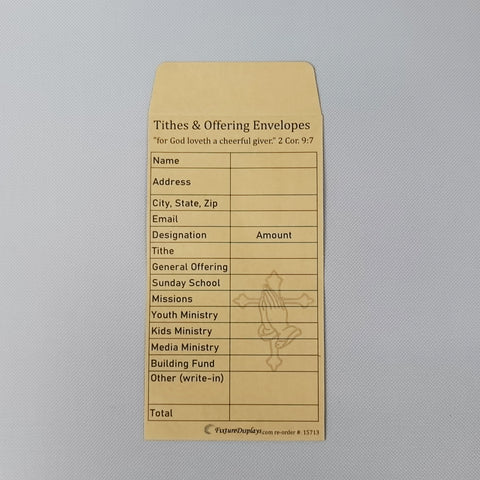 Tithes & Offering Envelopes
"for God loveth a cheerful giver." 2 Cor. 9:7
Name
Address
City, State, Zip
Email
Designation Amount
Tithe
General Offering
Sunday School
Missions
Youth Ministry
Kids Ministry
Media Ministry
Building Fund
Other (write-in)
Total
FixtureDisplays.com re-order #: 15713